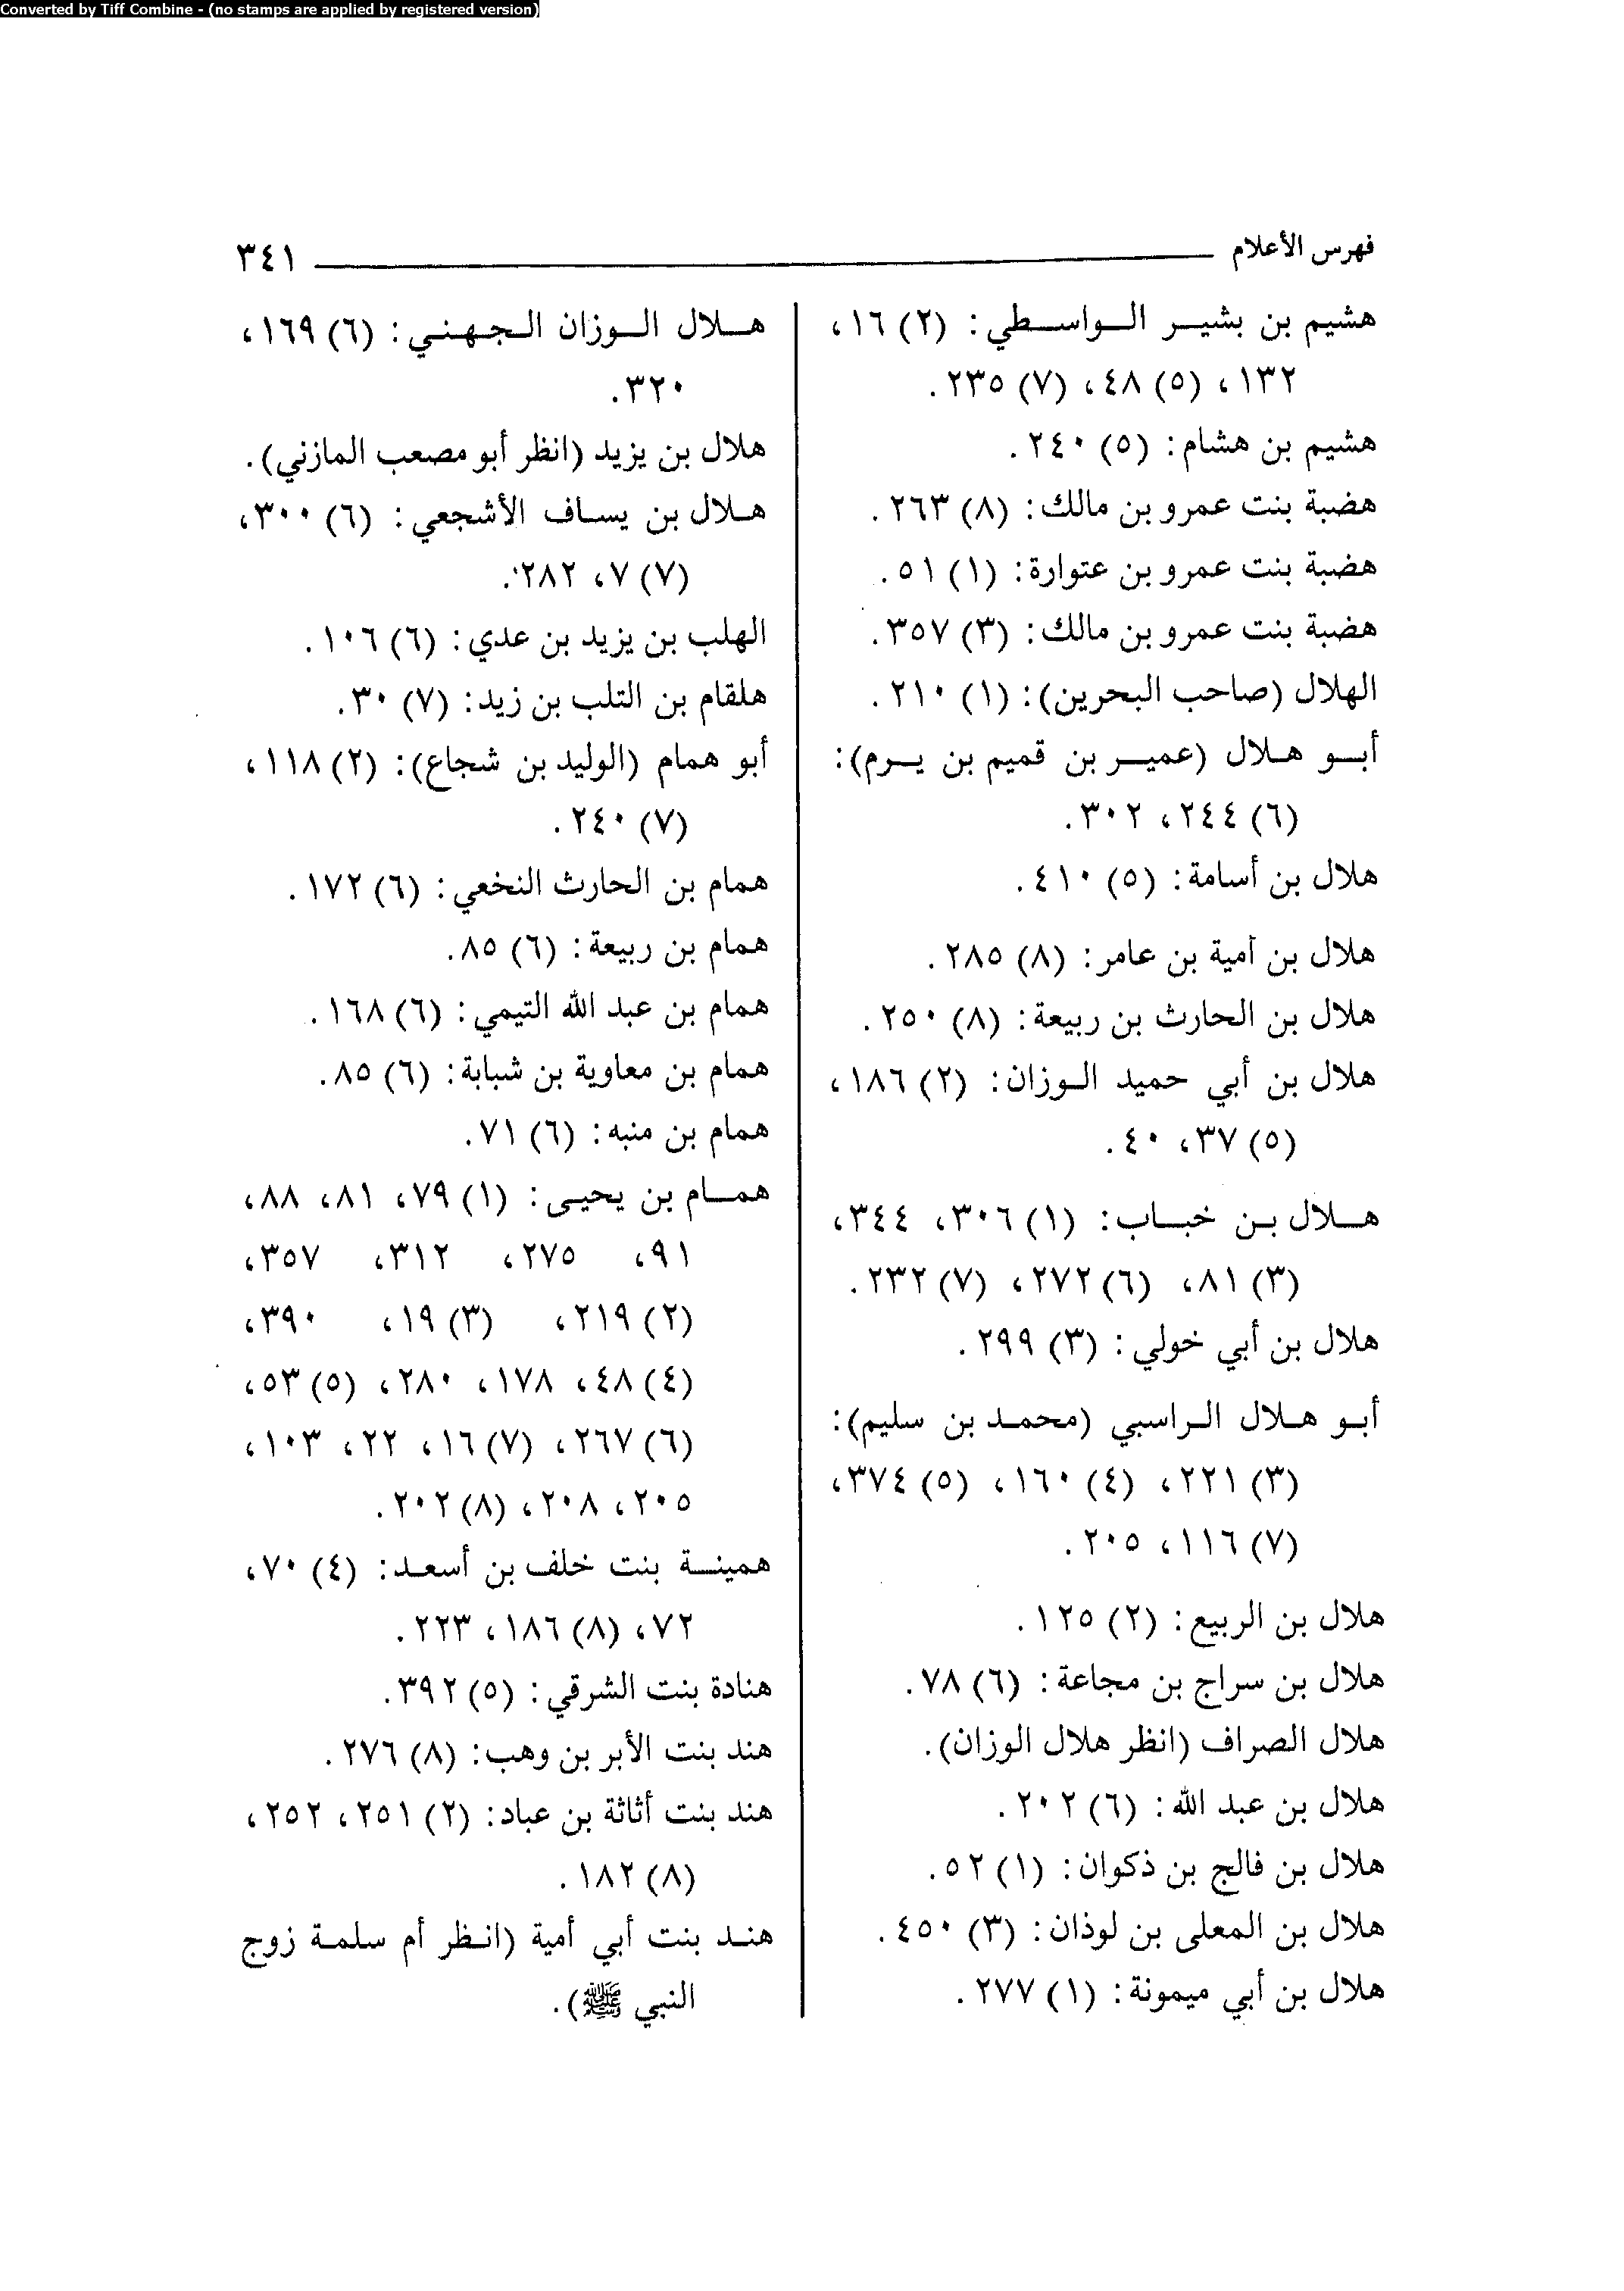 Converted by Tiff Combine - (no stamps are applied by registered version)
فهرس الأعلام ٣٤١
هشيم بن بشير الواسطي: (٢) ١٦،
١٣٢، (٥) ٤٨، (٧) ٢٣٥.
هشيم بن هشام: (٥) ٢٤٠.
هضبة بنت عمرو بن مالك: (٨) ٢٦٣.
هضبة بنت عمرو بن عتوارة: (١) ٥١.
هضبة بنت عمرو بن مالك: (٣) ٣٥٧.
الهلال (صاحب البحرين): (١) ٢١٠.
أبو هلال (عمير بن قميم بن يرم):
(٦) ٢٤٤، ٣٠٢.
هلال بن أسامة: (٥) ٤١٠.
هلال بن أمية بن عامر: (٨) ٢٨٥.
هلال بن الحارث بن ربيعة: (٨) ٢٥٠.
هلال بن أبي حميد الوزان: (٢) ١٨٦،
(٥) ٣٧، ٤٠.
هلال بن خباب: (١) ٣٠٦، ٣٤٤،
(٣) ٨١، (٦) ٢٧٢، (٧) ٢٣٢.
هلال بن أبي خولي: (٣) ٢٩٩.
أبو هلال الراسبي (محمد بن سليم):
(٣) ٢٢١، (٤) ١٦٠، (٥) ٣٧٤،
(٧) ١١٦، ٢٠٥.
هلال بن الربيع: (٢) ١٢٥.
هلال بن سراج بن مجاعة: (٦) ٧٨.
هلال الصراف (انظر هلال الوزان).
هلال بن عبد الله: (٦) ٢٠٢.
هلال بن فالج بن ذكوان: (١) ٥٢.
هلال بن المعلى بن لوذان: (٣) ٤٥٠.
هلال بن أبي ميمونة: (١) ٢٧٧.
هلال الوزان الجهني: (٦) ١٦٩،
٣٢٠.
هلال بن يزيد (انظر أبو مصعب المازني).
هلال بن يساف الأشجعي: (٦) ٣٠٠،
(٧) ٧، ٢٨٢.
الهلب بن يزيد بن عدي: (٦) ١٠٦.
هلقام بن التلب بن زيد: (٧) ٣٠.
أبو همام (الوليد بن شجاع): (٢) ١١٨،
(٧) ٢٤٠.
همام بن الحارث النخعي: (٦) ١٧٢.
همام بن ربيعة: (٦) ٨٥.
همام بن عبد الله التيمي: (٦) ١٦٨.
همام بن معاوية بن شبابة: (٦) ٨٥.
همام بن منبه: (٦) ٧١.
همام بن يحيى: (١) ٧٩، ٨١، ٨٨،
٩١، ٢٧٥، ٣١٢، ٣٥٧،
(٢) ٢١٩، (٣) ١٩، ٣٩٠،
(٤) ٤٨، ١٧٨، ٢٨٠، (٥) ٥٣،
(٦) ٢٦٧، (٧) ١٦، ٢٢، ١٠٣،
٢٠٥، ٢٠٨، (٨) ٢٠٢.
همينة بنت خلف بن أسعد: (٤) ٧٠،
٧٢، (٨) ١٨٦، ٢٢٣.
هنادة بنت الشرقي: (٥) ٣٩٢.
هند بنت الأبر بن وهب: (٨) ٢٧٦.
هند بنت أثاثة بن عباد: (٢) ٢٥١، ٢٥٢،
(٨) ١٨٢.
هند بنت أبي أمية (انظر أم سلمة زوج
النبي ﷺ).